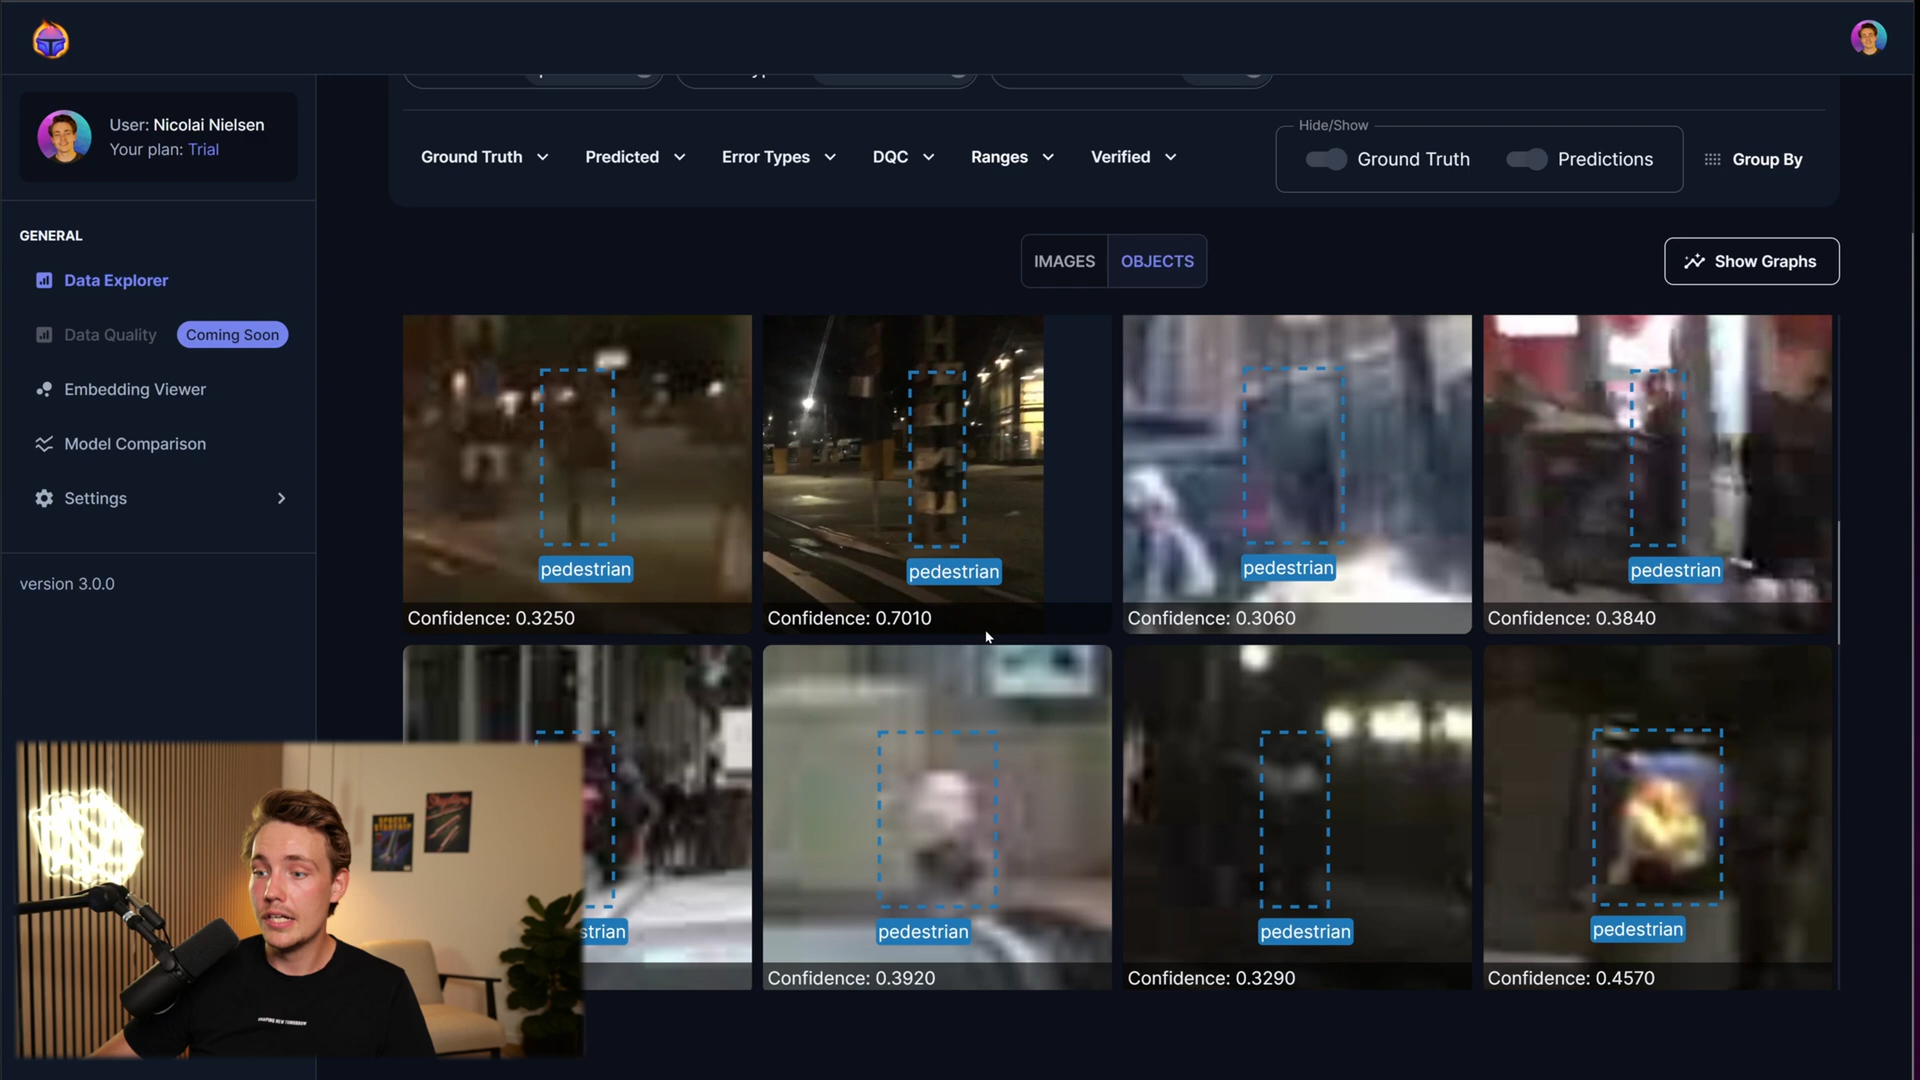 User: Nicolai Nielsen
Your plan: Trial
GENERAL
Data Explorer
Data Quality
Coming Soon
Embedding Viewer
Model Comparison
Settings
version 3.0.0
Ground Truth
Predicted
Error Types
DQC
Ranges
Verified
Hide/Show
Ground Truth
Predictions
Group By
IMAGES
OBJECTS
Show Graphs
pedestrian
pedestrian
pedestrian
pedestrian
Confidence: 0.3250
Confidence: 0.7010
Confidence: 0.3060
Confidence: 0.3840
strian
pedestrian
pedestrian
pedestrian
Confidence: 0.3920
Confidence: 0.3290
Confidence: 0.4570